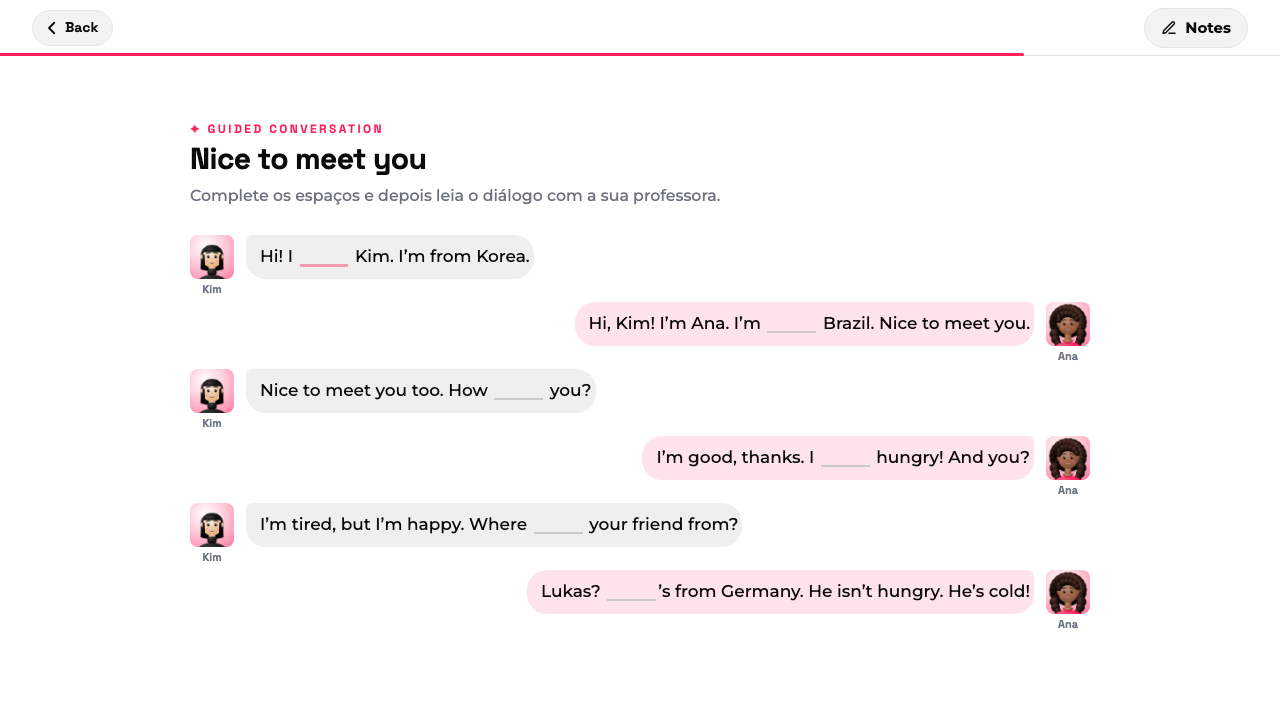 Back
Notes
✦ GUIDED CONVERSATION
Nice to meet you
Complete os espaços e depois leia o diálogo com a sua professora.
Hi! I _____ Kim. I’m from Korea.
Kim
Hi, Kim! I’m Ana. I’m _____ Brazil. Nice to meet you.
Ana
Nice to meet you too. How _____ you?
Kim
I’m good, thanks. I _____ hungry! And you?
Ana
I’m tired, but I’m happy. Where _____ your friend from?
Kim
Lukas? _____’s from Germany. He isn’t hungry. He’s cold!
Ana